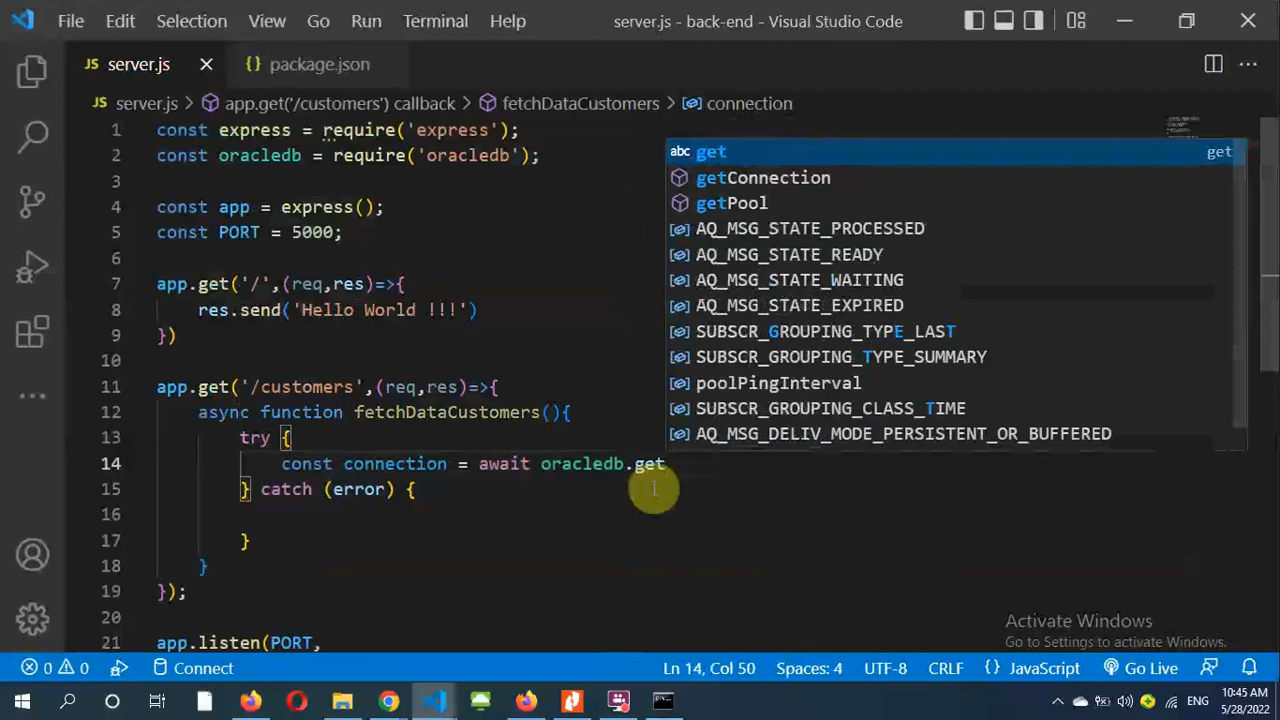 File Edit Selection View Go Run Terminal Help server.js - back-end - Visual Studio Code
JS server.js {} package.json
JS server.js > app.get('/customers') callback > fetchDataCustomers > connection
1 const express = require('express');
2 const oracledb = require('oracledb');
3
4 const app = express();
5 const PORT = 5000;
6
7 app.get('/',(req,res)=>{
8 res.send('Hello World !!!')
9 })
10
11 app.get('/customers',(req,res)=>{
12 async function fetchDataCustomers(){
13 try {
14 const connection = await oracledb.get
15 } catch (error) {
16
17 }
18 }
19 });
20
21 app.listen(PORT,
abc get get
getConnection
getPool
AQ_MSG_STATE_PROCESSED
AQ_MSG_STATE_READY
AQ_MSG_STATE_WAITING
AQ_MSG_STATE_EXPIRED
SUBSCR_GROUPING_TYPE_LAST
SUBSCR_GROUPING_TYPE_SUMMARY
poolPingInterval
SUBSCR_GROUPING_CLASS_TIME
AQ_MSG_DELIV_MODE_PERSISTENT_OR_BUFFERED
Activate Windows
Go to Settings to activate Windows.
0 0 Connect Ln 14, Col 50 Spaces: 4 UTF-8 CRLF {} JavaScript Go Live
ENG 10:45 AM
5/28/2022